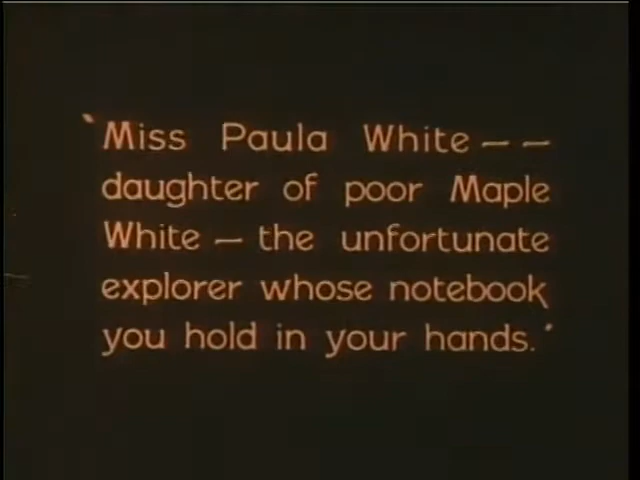 ‵Miss Paula White – –
daughter of poor Maple
White – the unfortunate
explorer whose notebook
you hold in your hands.′